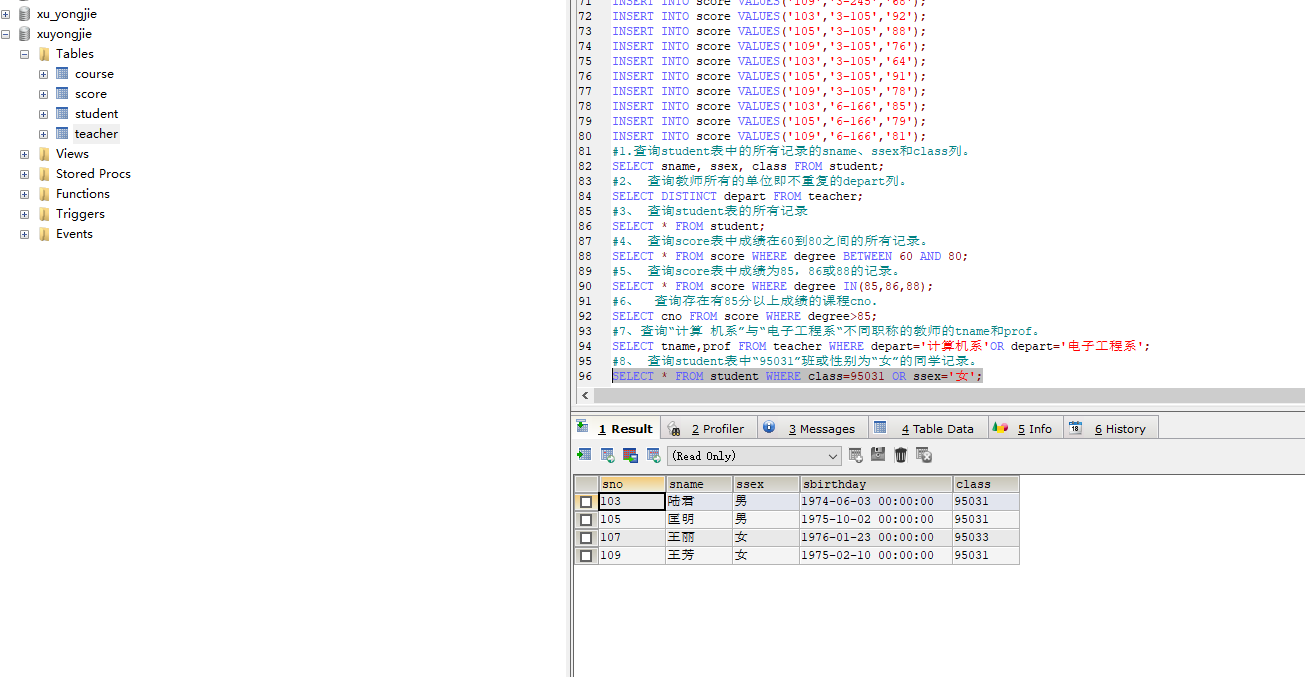 xu_yongjie
xuyongjie
Tables
course
score
student
teacher
Views
Stored Procs
Functions
Triggers
Events
71 INSERT INTO score VALUES('109','3-245','68');
72 INSERT INTO score VALUES('103','3-105','92');
73 INSERT INTO score VALUES('105','3-105','88');
74 INSERT INTO score VALUES('109','3-105','76');
75 INSERT INTO score VALUES('103','3-105','64');
76 INSERT INTO score VALUES('105','3-105','91');
77 INSERT INTO score VALUES('109','3-105','78');
78 INSERT INTO score VALUES('103','6-166','85');
79 INSERT INTO score VALUES('105','6-166','79');
80 INSERT INTO score VALUES('109','6-166','81');
81 #1.查询student表中的所有记录的sname、ssex和class列。
82 SELECT sname, ssex, class FROM student;
83 #2、 查询教师所有的单位即不重复的depart列。
84 SELECT DISTINCT depart FROM teacher;
85 #3、 查询student表的所有记录
86 SELECT * FROM student;
87 #4、 查询score表中成绩在60到80之间的所有记录。
88 SELECT * FROM score WHERE degree BETWEEN 60 AND 80;
89 #5、 查询score表中成绩为85，86或88的记录。
90 SELECT * FROM score WHERE degree IN(85,86,88);
91 #6、  查询存在有85分以上成绩的课程cno.
92 SELECT cno FROM score WHERE degree>85;
93 #7、查询“计算 机系”与“电子工程系“不同职称的教师的tname和prof。
94 SELECT tname,prof FROM teacher WHERE depart='计算机系'OR depart='电子工程系';
95 #8、 查询student表中“95031”班或性别为“女”的同学记录。
96 SELECT * FROM student WHERE class=95031 OR ssex='女';
1 Result 2 Profiler 3 Messages 4 Table Data 5 Info 6 History
(Read Only)
sno sname ssex sbirthday class
103 陆君 男 1974-06-03 00:00:00 95031
105 匡明 男 1975-10-02 00:00:00 95031
107 王丽 女 1976-01-23 00:00:00 95033
109 王芳 女 1975-02-10 00:00:00 95031